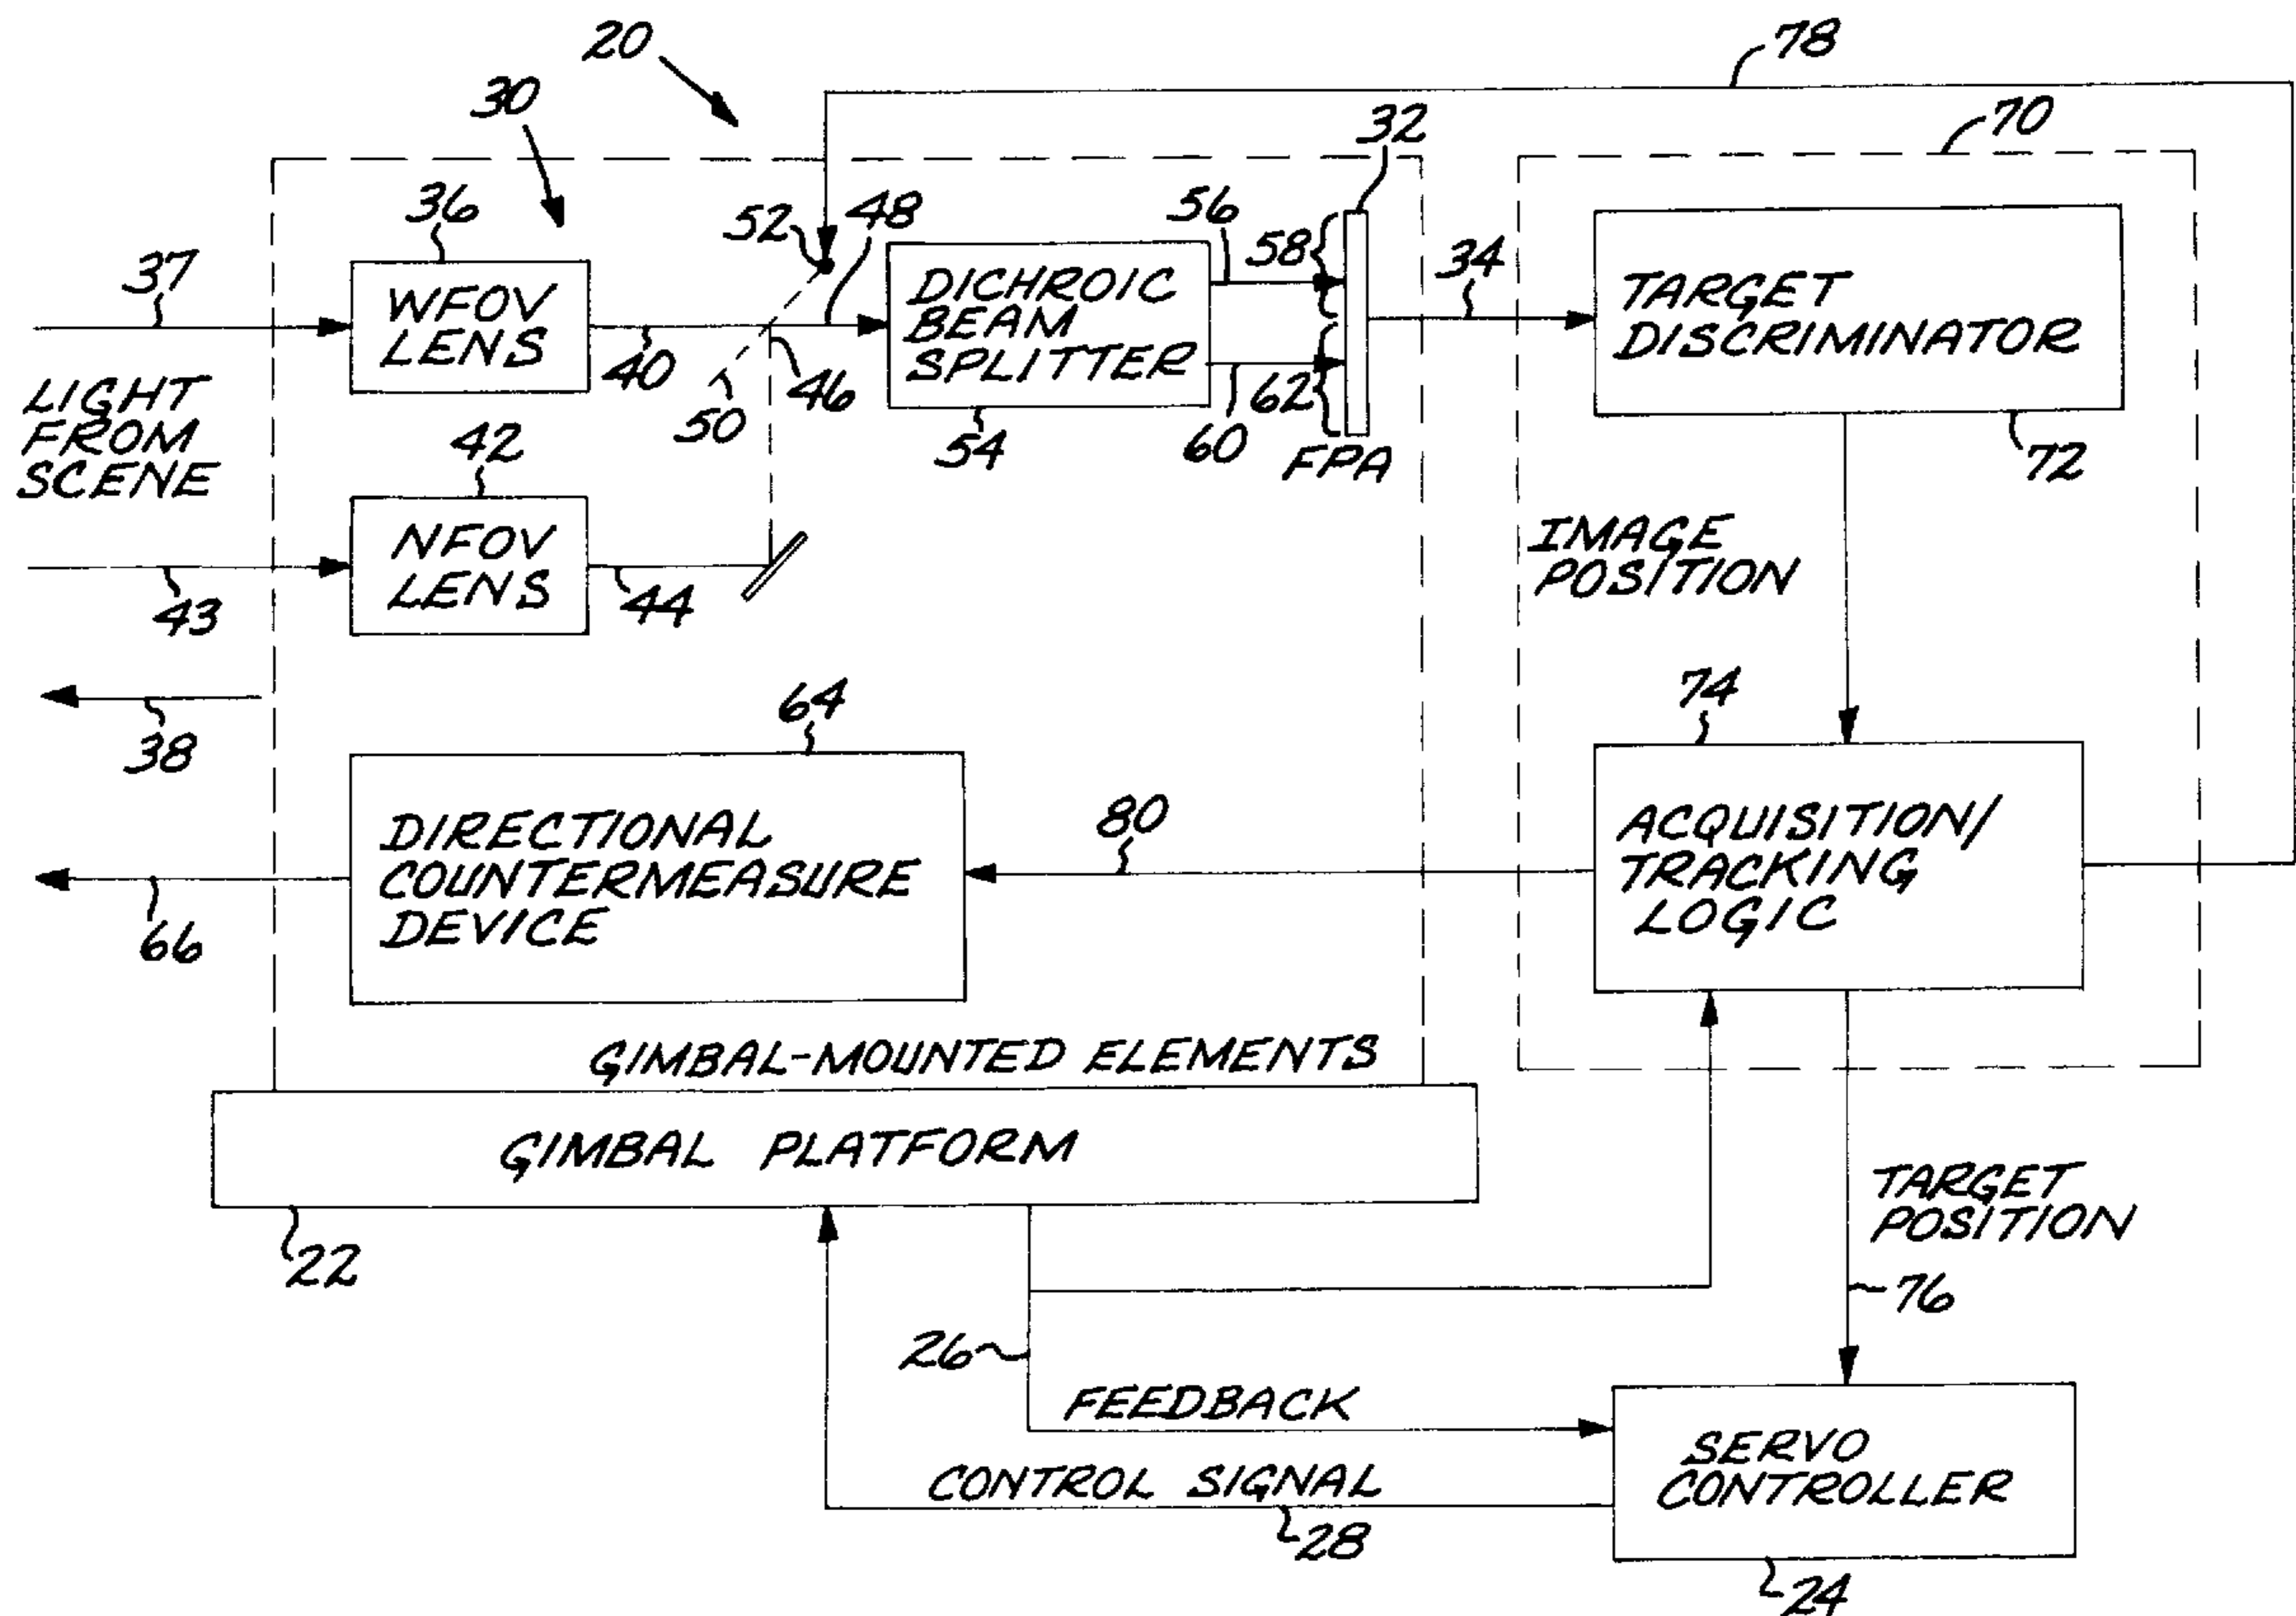 20
78
30
32
70
36
52
48
56
58
34
37
WFOV
LENS
DICHROIC
BEAM
SPLITTER
TARGET
DISCRIMINATOR
40
46
62
LIGHT
FROM
SCENE
50
42
54
60
FPA
72
NFOV
LENS
IMAGE
POSITION
43
44
38
64
74
DIRECTIONAL
COUNTERMEASURE
DEVICE
80
ACQUISITION/
TRACKING
LOGIC
66
GIMBAL-MOUNTED ELEMENTS
GIMBAL PLATFORM
22
TARGET
POSITION
76
26
FEEDBACK
CONTROL SIGNAL
28
SERVO
CONTROLLER
24